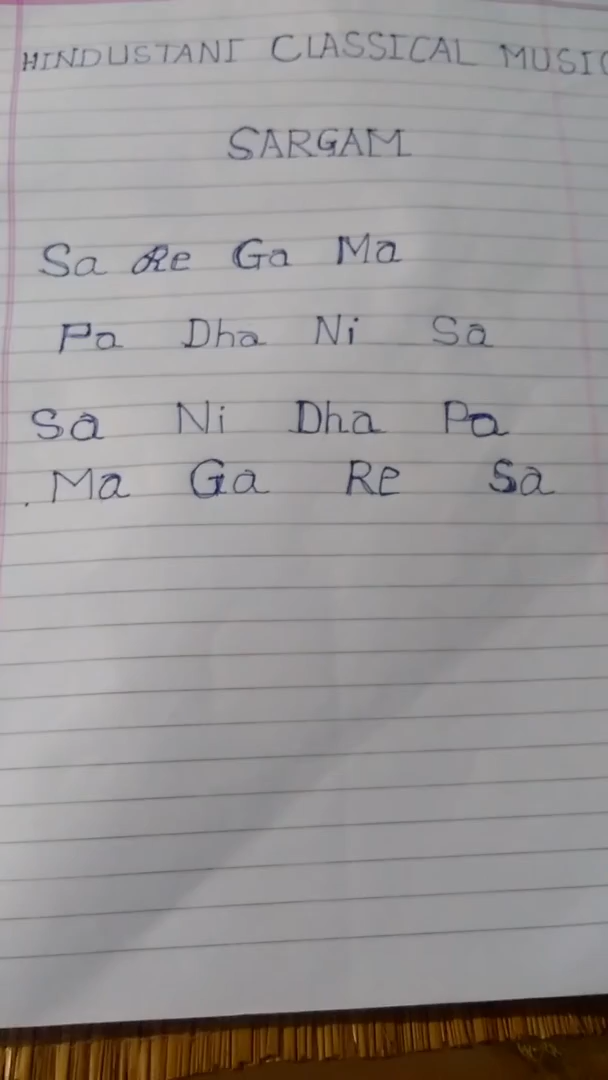 HINDUSTANI CLASSICAL MUSIC
SARGAM
Sa Re Ga Ma
Pa Dha Ni Sa
Sa Ni Dha Pa
Ma Ga Re Sa